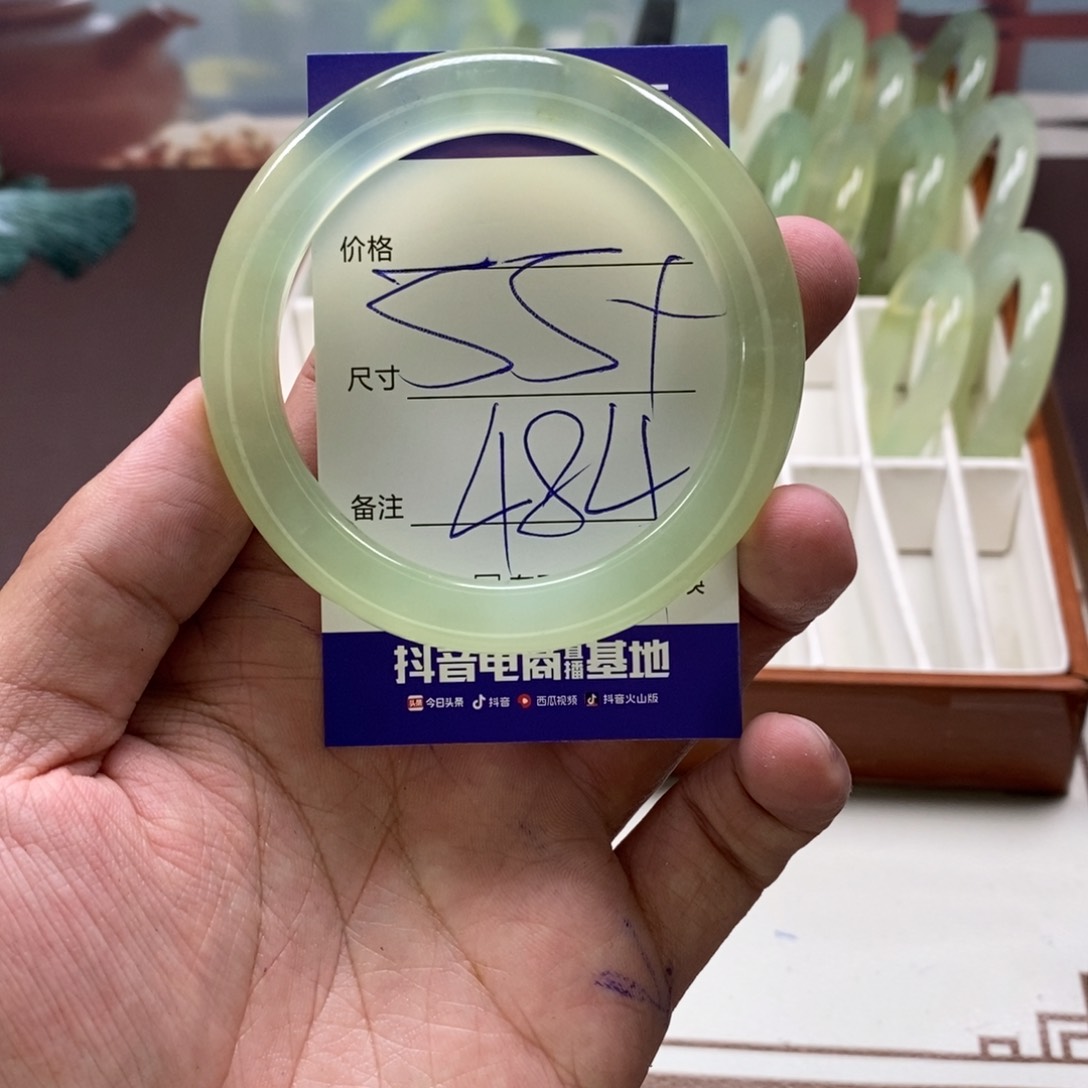 价格
55+
尺寸
484
备注
抖音电商直播基地
今日头条 抖音 西瓜视频 抖音火山版